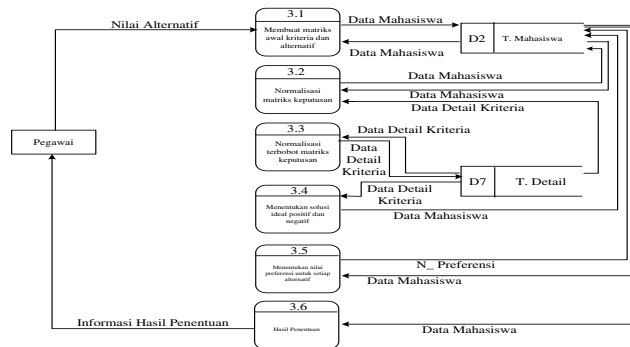 3.1
Membuat matriks
awal kriteria dan
alternatif
Nilai Alternatif
Data Mahasiswa
Data Mahasiswa
D2
T. Mahasiswa
3.2
Normalisasi
matriks keputusan
Data Mahasiswa
Data Mahasiswa
Data Detail Kriteria
3.3
Normalisasi
terbobot matriks
keputusan
Data Detail Kriteria
Data
Detail
Kriteria
Pegawai
D7
T. Detail
3.4
Menentukan solusi
ideal positif dan
negatif
Data Detail
Kriteria
Data Mahasiswa
3.5
Menentukan nilai
preferensi untuk setiap
alternatif
N_ Preferensi
Data Mahasiswa
3.6
Hasil Penentuan
Informasi Hasil Penentuan
Data Mahasiswa